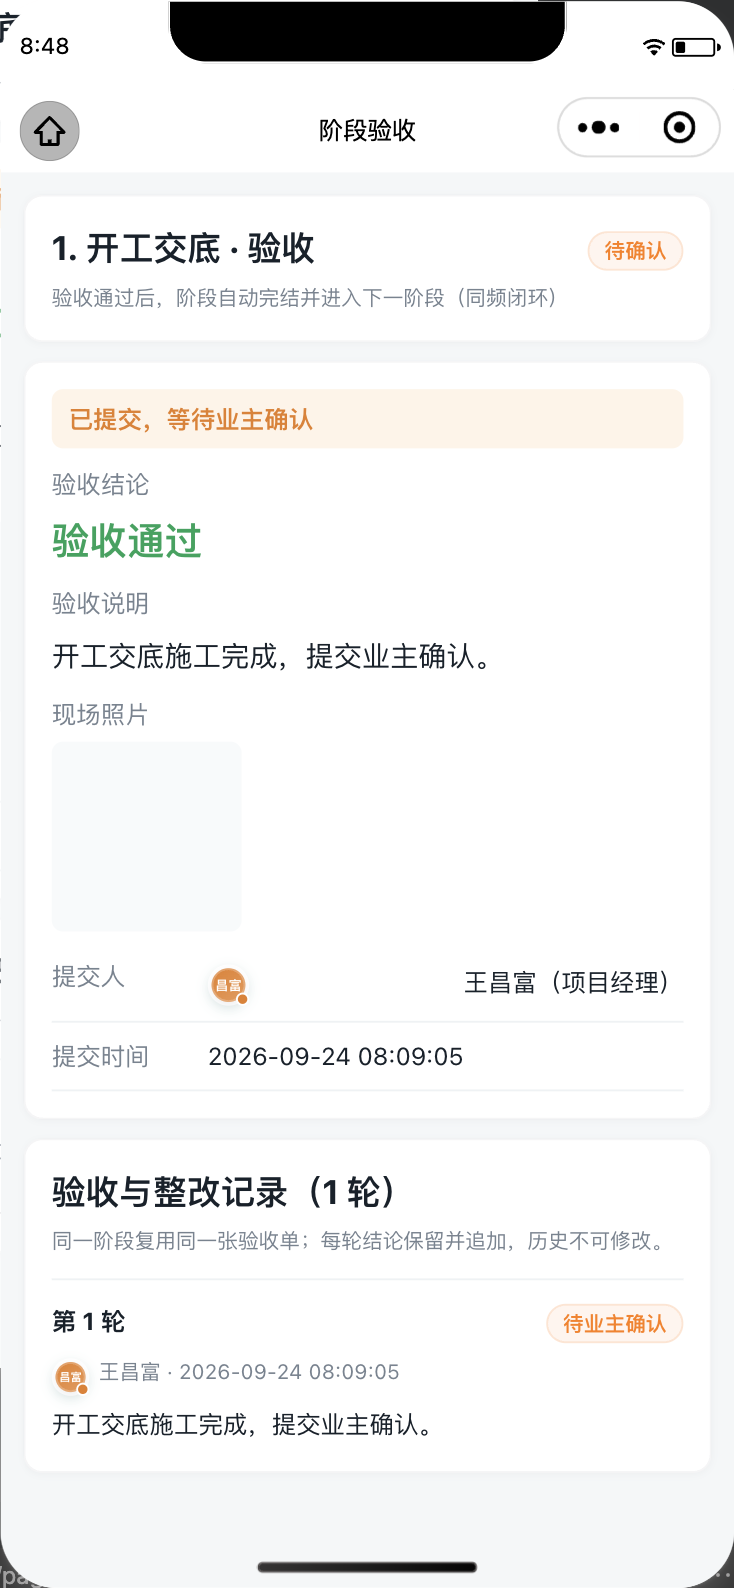 8:48
阶段验收
1. 开工交底 · 验收
待确认
验收通过后，阶段自动完结并进入下一阶段（同频闭环）
已提交，等待业主确认
验收结论
验收通过
验收说明
开工交底施工完成，提交业主确认。
现场照片
提交人
昌富
王昌富（项目经理）
提交时间
2026-09-24 08:09:05
验收与整改记录（1 轮）
同一阶段复用同一张验收单；每轮结论保留并追加，历史不可修改。
第 1 轮
待业主确认
昌富
王昌富 · 2026-09-24 08:09:05
开工交底施工完成，提交业主确认。